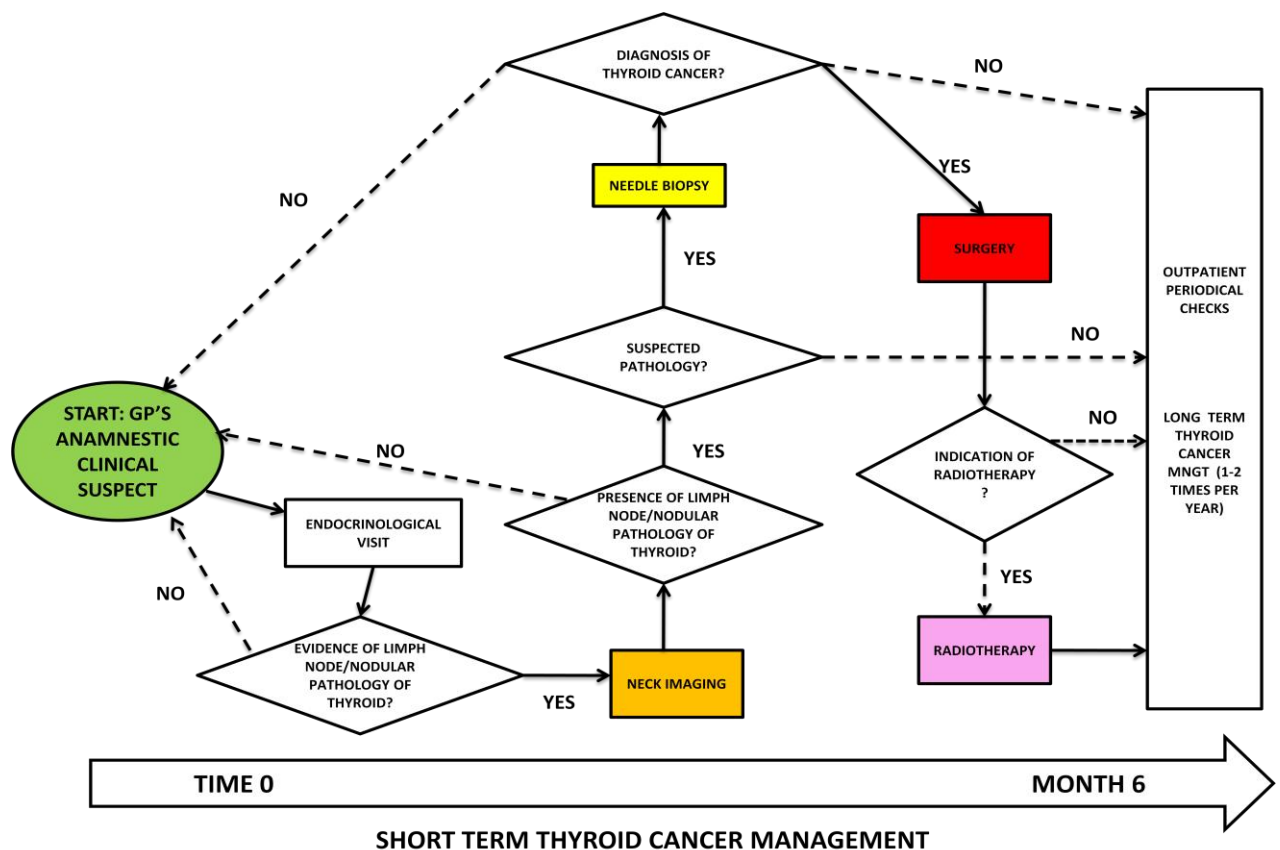 DIAGNOSIS OF
THYROID CANCER?
NO
NO
NEEDLE BIOPSY
YES
NO
YES
SURGERY
OUTPATIENT
PERIODICAL
CHECKS
SUSPECTED
PATHOLOGY?
NO
START: GP'S
ANAMNESTIC
CLINICAL
SUSPECT
NO
YES
NO
LONG TERM
THYROID
CANCER
MNGT (1-2
TIMES PER
YEAR)
INDICATION OF
RADIOTHERAPY
?
PRESENCE OF LIMPH
NODE/NODULAR
PATHOLOGY OF
THYROID?
ENDOCRINOLOGICAL
VISIT
NO
YES
EVIDENCE OF LIMPH
NODE/NODULAR
PATHOLOGY OF
THYROID?
YES
NECK IMAGING
RADIOTHERAPY
TIME 0
MONTH 6
SHORT TERM THYROID CANCER MANAGEMENT